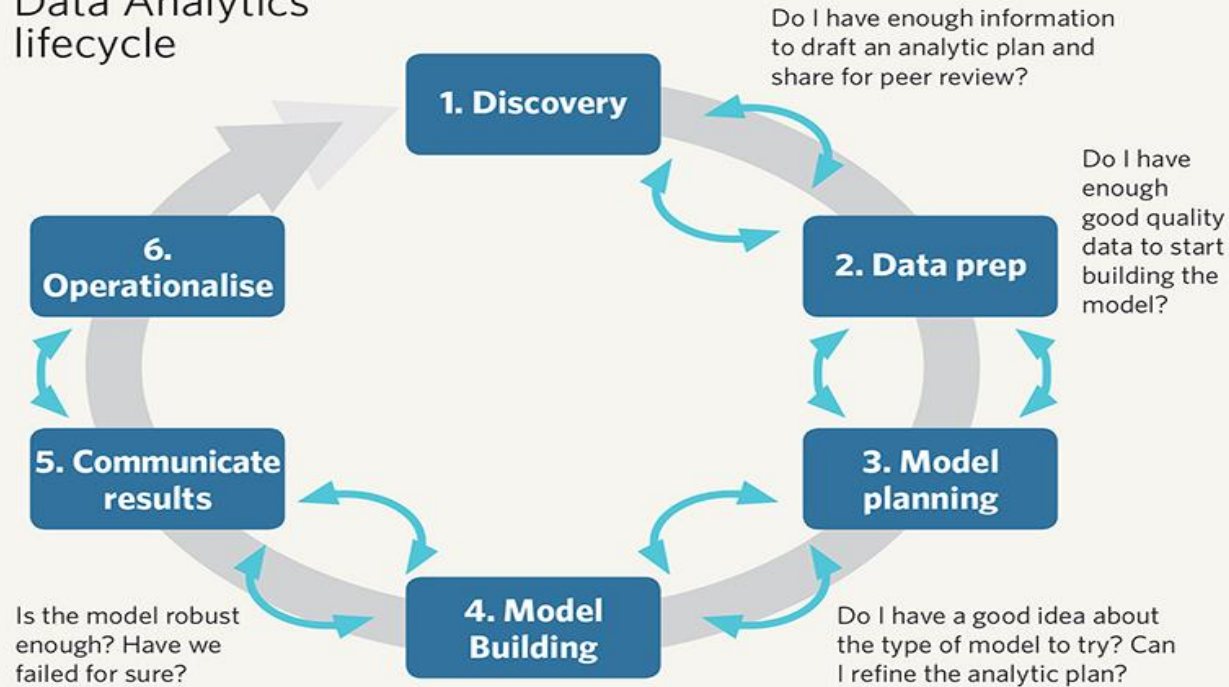 Data Analytics
lifecycle
Do I have enough information
to draft an analytic plan and
share for peer review?
1. Discovery
Do I have
enough
good quality
data to start
building the
model?
2. Data prep
6.
Operationalise
3. Model
planning
5. Communicate
results
4. Model
Building
Do I have a good idea about
the type of model to try? Can
I refine the analytic plan?
Is the model robust
enough? Have we
failed for sure?